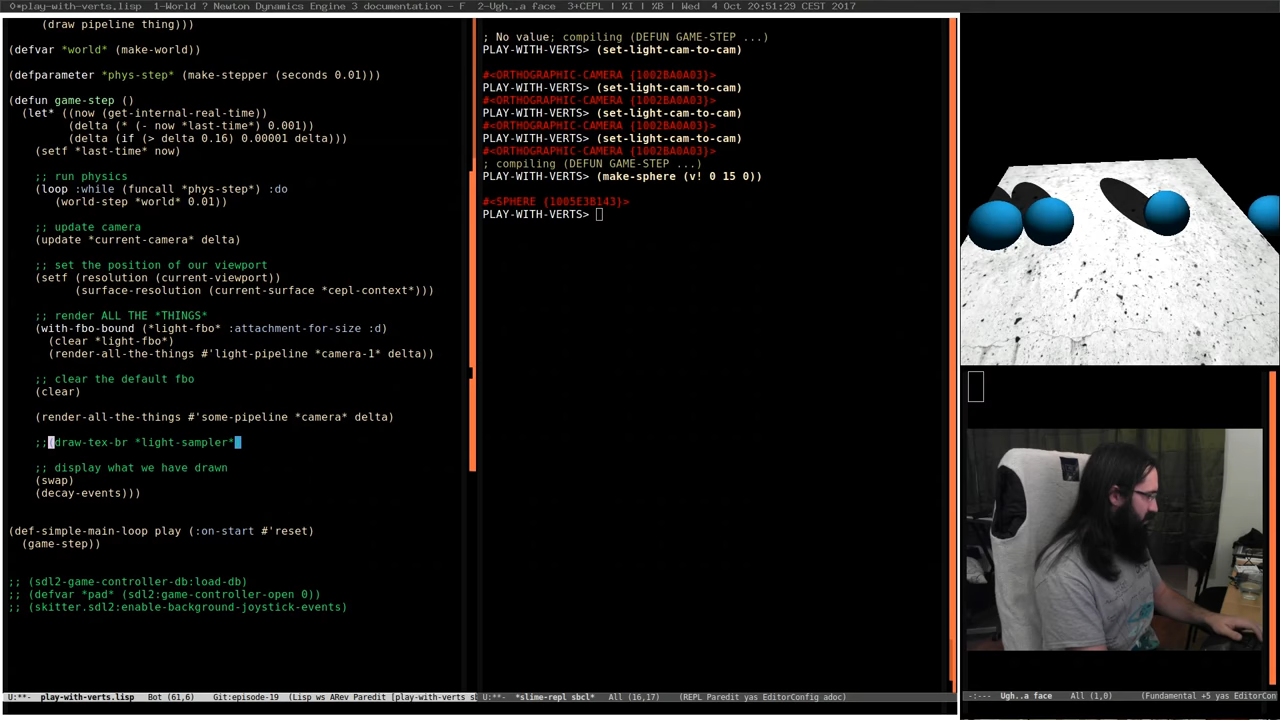 0*play-with-verts.lisp  1-World ? Newton Dynamics Engine 3 documentation - F  2-Ugh..a face  3+CEPL | %I | %B | Wed  4 Oct 20:51:29 CEST 2017
(draw pipeline thing)))
(defvar *world* (make-world))
(defparameter *phys-step* (make-stepper (seconds 0.01)))
(defun game-step ()
(let* ((now (get-internal-real-time))
(delta (* (- now *last-time*) 0.001))
(delta (if (> delta 0.16) 0.00001 delta)))
(setf *last-time* now)
;; run physics
(loop :while (funcall *phys-step*) :do
(world-step *world* 0.01))
;; update camera
(update *current-camera* delta)
;; set the position of our viewport
(setf (resolution (current-viewport))
(surface-resolution (current-surface *cepl-context*)))
;; render ALL THE *THINGS*
(with-fbo-bound (*light-fbo* :attachment-for-size :d)
(clear *light-fbo*)
(render-all-the-things #'light-pipeline *camera-1* delta))
;; clear the default fbo
(clear)
(render-all-the-things #'some-pipeline *camera* delta)
;;(draw-tex-br *light-sampler*)
;; display what we have drawn
(swap)
(decay-events)))
(def-simple-main-loop play (:on-start #'reset)
(game-step))
;; (sdl2-game-controller-db:load-db)
;; (defvar *pad* (sdl2:game-controller-open 0))
;; (skitter.sdl2:enable-background-joystick-events)
U:**-  play-with-verts.lisp   Bot (61,6)   Git:episode-19  (Lisp ws ARev Paredit [play-with-verts sb
; No value; compiling (DEFUN GAME-STEP ...)
PLAY-WITH-VERTS> (set-light-cam-to-cam)
#<ORTHOGRAPHIC-CAMERA {1002BA0A03}>
PLAY-WITH-VERTS> (set-light-cam-to-cam)
#<ORTHOGRAPHIC-CAMERA {1002BA0A03}>
PLAY-WITH-VERTS> (set-light-cam-to-cam)
#<ORTHOGRAPHIC-CAMERA {1002BA0A03}>
PLAY-WITH-VERTS> (set-light-cam-to-cam)
#<ORTHOGRAPHIC-CAMERA {1002BA0A03}>
; compiling (DEFUN GAME-STEP ...)
PLAY-WITH-VERTS> (make-sphere (v! 0 15 0))
#<SPHERE {1005E3B143}>
PLAY-WITH-VERTS>
U:**-  *slime-repl sbcl*   All (16,17)   (REPL Paredit yas EditorConfig adoc)
-:---  Ugh..a face   All (1,0)   (Fundamental +5 yas EditorCon